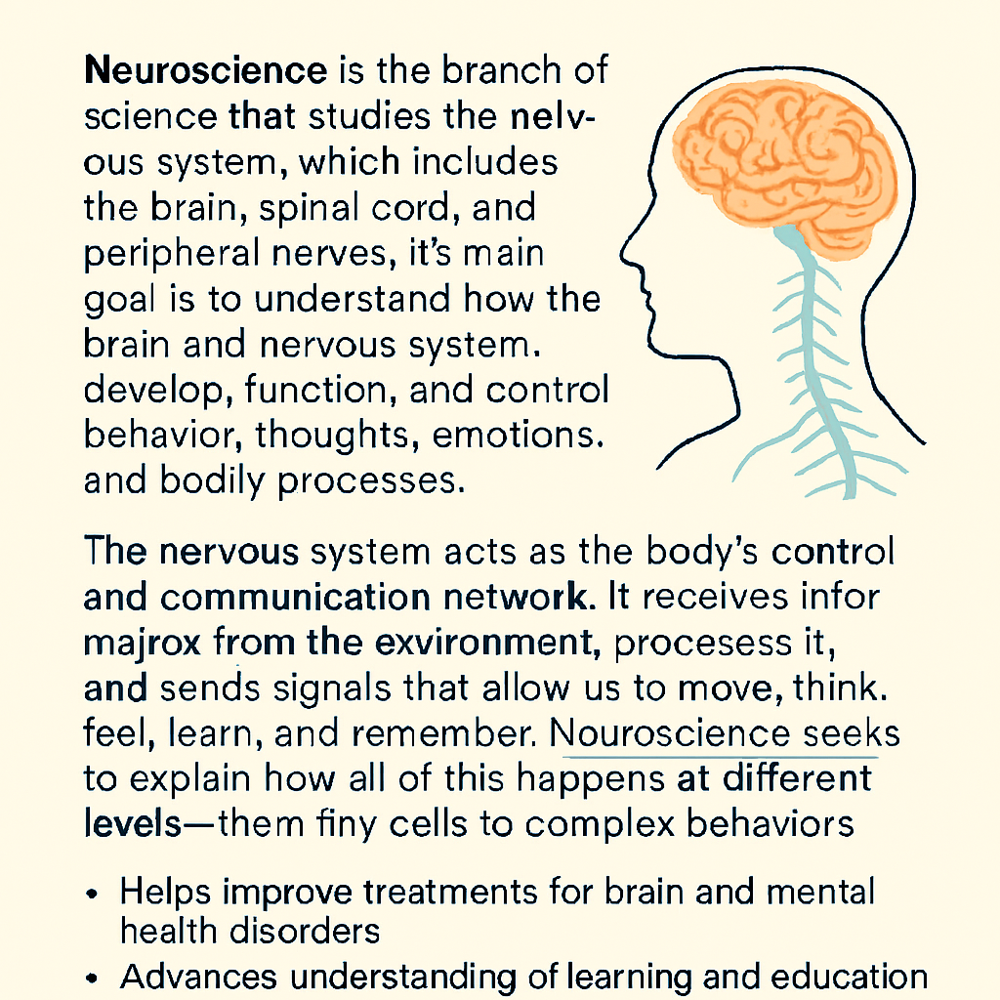 Neuroscience is the branch of
science that studies the nelv-
ous system, which includes
the brain, spinal cord, and
peripheral nerves, it's main
goal is to understand how the
brain and nervous system.
develop, function, and control
behavior, thoughts, emotions.
and bodily processes.
The nervous system acts as the body's control
and communication network. It receives infor
majrox from the exvironment, procesess it,
and sends signals that allow us to move, think.
feel, learn, and remember. Nouroscience seeks
to explain how all of this happens at different
levels—them finy cells to complex behaviors
• Helps improve treatments for brain and mental
health disorders
• Advances understanding of learning and education